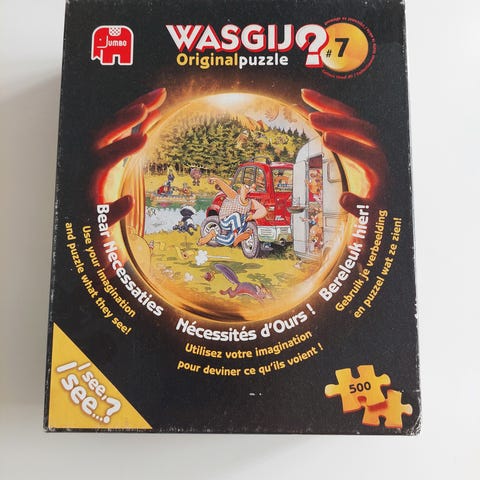 Jumbo
WASGIJ?
Originalpuzzle
#7
Bear Necessaties
Use your imagination
and puzzle what they see!
Nécessités d'Ours !
Utilisez votre imagination
pour deviner ce qu'ils voient !
Bereleuk hier!
Gebruik je verbeelding
en puzzel wat ze zien!
I see,
I see...?
500